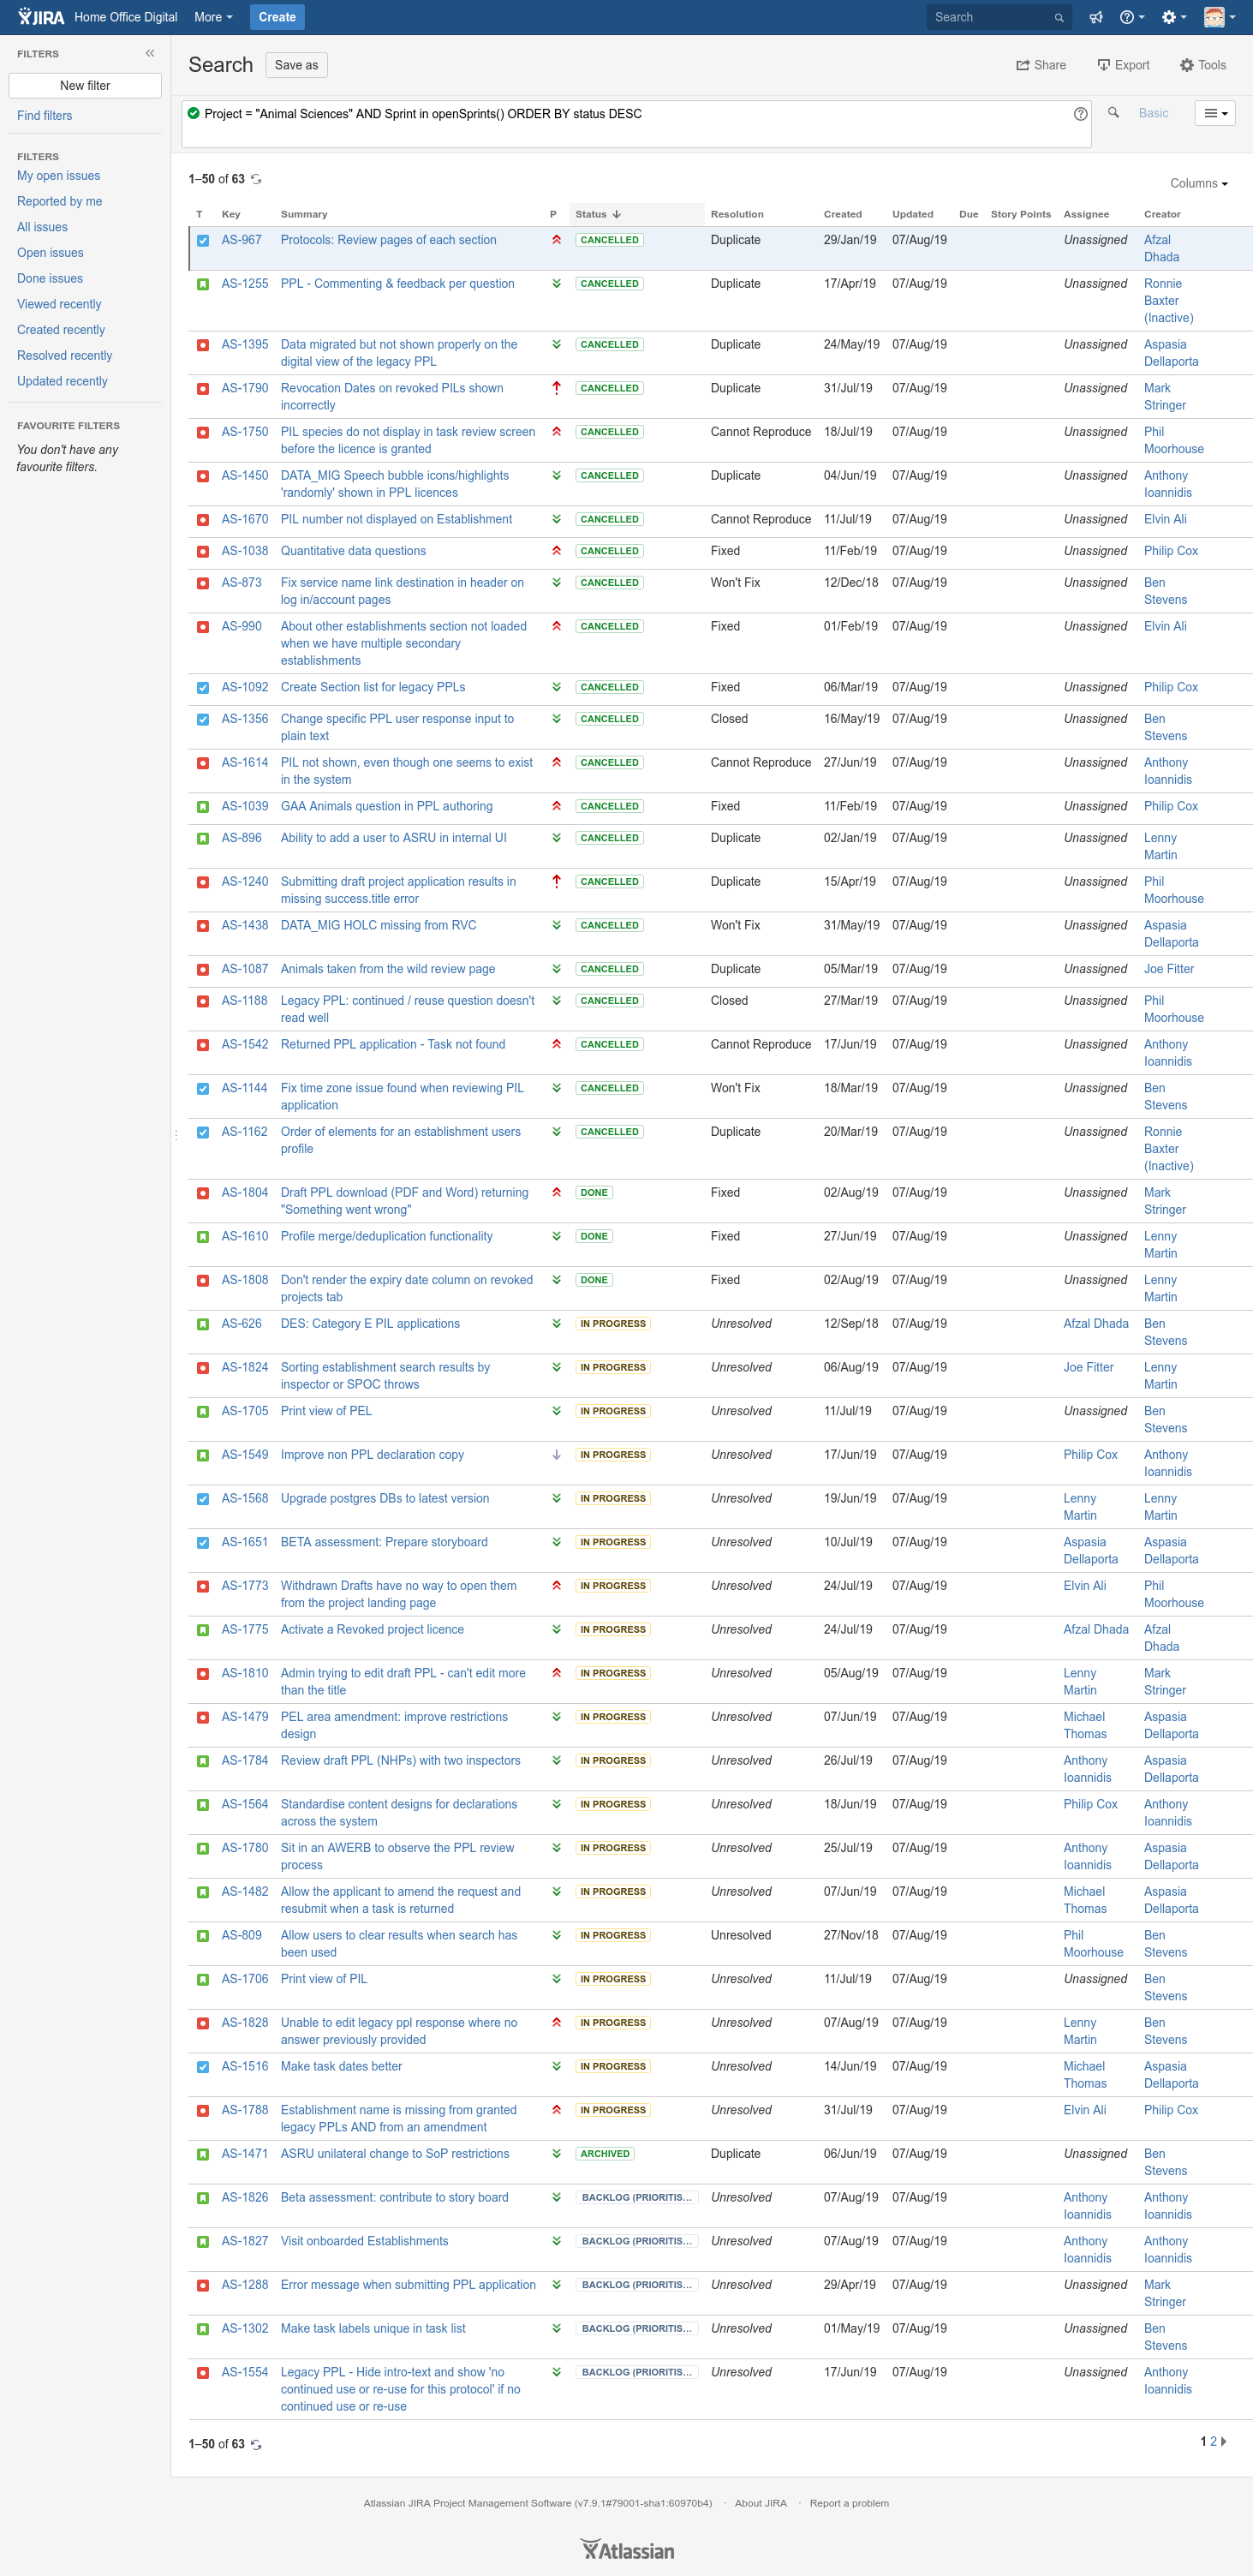 JIRA Home Office Digital More Create Search
FILTERS
New filter
Find filters
FILTERS
My open issues
Reported by me
All issues
Open issues
Done issues
Viewed recently
Created recently
Resolved recently
Updated recently
FAVOURITE FILTERS
You don't have any
favourite filters.
Search Save as Share Export Tools
Project = "Animal Sciences" AND Sprint in openSprints() ORDER BY status DESC Basic
1–50 of 63
Columns
T Key Summary P Status Resolution Created Updated Due Story Points Assignee Creator
AS-967 Protocols: Review pages of each section CANCELLED Duplicate 29/Jan/19 07/Aug/19 Unassigned Afzal
Dhada
AS-1255 PPL - Commenting & feedback per question CANCELLED Duplicate 17/Apr/19 07/Aug/19 Unassigned Ronnie
Baxter
(Inactive)
AS-1395 Data migrated but not shown properly on the CANCELLED Duplicate 24/May/19 07/Aug/19 Unassigned Aspasia
digital view of the legacy PPL Dellaporta
AS-1790 Revocation Dates on revoked PILs shown CANCELLED Duplicate 31/Jul/19 07/Aug/19 Unassigned Mark
incorrectly Stringer
AS-1750 PIL species do not display in task review screen CANCELLED Cannot Reproduce 18/Jul/19 07/Aug/19 Unassigned Phil
before the licence is granted Moorhouse
AS-1450 DATA_MIG Speech bubble icons/highlights CANCELLED Duplicate 04/Jun/19 07/Aug/19 Unassigned Anthony
'randomly' shown in PPL licences Ioannidis
AS-1670 PIL number not displayed on Establishment CANCELLED Cannot Reproduce 11/Jul/19 07/Aug/19 Unassigned Elvin Ali
AS-1038 Quantitative data questions CANCELLED Fixed 11/Feb/19 07/Aug/19 Unassigned Philip Cox
AS-873 Fix service name link destination in header on CANCELLED Won't Fix 12/Dec/18 07/Aug/19 Unassigned Ben
log in/account pages Stevens
AS-990 About other establishments section not loaded CANCELLED Fixed 01/Feb/19 07/Aug/19 Unassigned Elvin Ali
when we have multiple secondary
establishments
AS-1092 Create Section list for legacy PPLs CANCELLED Fixed 06/Mar/19 07/Aug/19 Unassigned Philip Cox
AS-1356 Change specific PPL user response input to CANCELLED Closed 16/May/19 07/Aug/19 Unassigned Ben
plain text Stevens
AS-1614 PIL not shown, even though one seems to exist CANCELLED Cannot Reproduce 27/Jun/19 07/Aug/19 Unassigned Anthony
in the system Ioannidis
AS-1039 GAA Animals question in PPL authoring CANCELLED Fixed 11/Feb/19 07/Aug/19 Unassigned Philip Cox
AS-896 Ability to add a user to ASRU in internal UI CANCELLED Duplicate 02/Jan/19 07/Aug/19 Unassigned Lenny
Martin
AS-1240 Submitting draft project application results in CANCELLED Duplicate 15/Apr/19 07/Aug/19 Unassigned Phil
missing success.title error Moorhouse
AS-1438 DATA_MIG HOLC missing from RVC CANCELLED Won't Fix 31/May/19 07/Aug/19 Unassigned Aspasia
Dellaporta
AS-1087 Animals taken from the wild review page CANCELLED Duplicate 05/Mar/19 07/Aug/19 Unassigned Joe Fitter
AS-1188 Legacy PPL: continued / reuse question doesn't CANCELLED Closed 27/Mar/19 07/Aug/19 Unassigned Phil
read well Moorhouse
AS-1542 Returned PPL application - Task not found CANCELLED Cannot Reproduce 17/Jun/19 07/Aug/19 Unassigned Anthony
Ioannidis
AS-1144 Fix time zone issue found when reviewing PIL CANCELLED Won't Fix 18/Mar/19 07/Aug/19 Unassigned Ben
application Stevens
AS-1162 Order of elements for an establishment users CANCELLED Duplicate 20/Mar/19 07/Aug/19 Unassigned Ronnie
profile Baxter
(Inactive)
AS-1804 Draft PPL download (PDF and Word) returning DONE Fixed 02/Aug/19 07/Aug/19 Unassigned Mark
"Something went wrong" Stringer
AS-1610 Profile merge/deduplication functionality DONE Fixed 27/Jun/19 07/Aug/19 Unassigned Lenny
Martin
AS-1808 Don't render the expiry date column on revoked DONE Fixed 02/Aug/19 07/Aug/19 Unassigned Lenny
projects tab Martin
AS-626 DES: Category E PIL applications IN PROGRESS Unresolved 12/Sep/18 07/Aug/19 Afzal Dhada Ben
Stevens
AS-1824 Sorting establishment search results by IN PROGRESS Unresolved 06/Aug/19 07/Aug/19 Joe Fitter Lenny
inspector or SPOC throws Martin
AS-1705 Print view of PEL IN PROGRESS Unresolved 11/Jul/19 07/Aug/19 Unassigned Ben
Stevens
AS-1549 Improve non PPL declaration copy IN PROGRESS Unresolved 17/Jun/19 07/Aug/19 Philip Cox Anthony
Ioannidis
AS-1568 Upgrade postgres DBs to latest version IN PROGRESS Unresolved 19/Jun/19 07/Aug/19 Lenny Lenny
Martin Martin
AS-1651 BETA assessment: Prepare storyboard IN PROGRESS Unresolved 10/Jul/19 07/Aug/19 Aspasia Aspasia
Dellaporta Dellaporta
AS-1773 Withdrawn Drafts have no way to open them IN PROGRESS Unresolved 24/Jul/19 07/Aug/19 Elvin Ali Phil
from the project landing page Moorhouse
AS-1775 Activate a Revoked project licence IN PROGRESS Unresolved 24/Jul/19 07/Aug/19 Afzal Dhada Afzal
Dhada
AS-1810 Admin trying to edit draft PPL - can't edit more IN PROGRESS Unresolved 05/Aug/19 07/Aug/19 Lenny Mark
than the title Martin Stringer
AS-1479 PEL area amendment: improve restrictions IN PROGRESS Unresolved 07/Jun/19 07/Aug/19 Michael Aspasia
design Thomas Dellaporta
AS-1784 Review draft PPL (NHPs) with two inspectors IN PROGRESS Unresolved 26/Jul/19 07/Aug/19 Anthony Aspasia
Ioannidis Dellaporta
AS-1564 Standardise content designs for declarations IN PROGRESS Unresolved 18/Jun/19 07/Aug/19 Philip Cox Anthony
across the system Ioannidis
AS-1780 Sit in an AWERB to observe the PPL review IN PROGRESS Unresolved 25/Jul/19 07/Aug/19 Anthony Aspasia
process Ioannidis Dellaporta
AS-1482 Allow the applicant to amend the request and IN PROGRESS Unresolved 07/Jun/19 07/Aug/19 Michael Aspasia
resubmit when a task is returned Thomas Dellaporta
AS-809 Allow users to clear results when search has IN PROGRESS Unresolved 27/Nov/18 07/Aug/19 Phil Ben
been used Moorhouse Stevens
AS-1706 Print view of PIL IN PROGRESS Unresolved 11/Jul/19 07/Aug/19 Unassigned Ben
Stevens
AS-1828 Unable to edit legacy ppl response where no IN PROGRESS Unresolved 07/Aug/19 07/Aug/19 Lenny Ben
answer previously provided Martin Stevens
AS-1516 Make task dates better IN PROGRESS Unresolved 14/Jun/19 07/Aug/19 Michael Aspasia
Thomas Dellaporta
AS-1788 Establishment name is missing from granted IN PROGRESS Unresolved 31/Jul/19 07/Aug/19 Elvin Ali Philip Cox
legacy PPLs AND from an amendment
AS-1471 ASRU unilateral change to SoP restrictions ARCHIVED Duplicate 06/Jun/19 07/Aug/19 Unassigned Ben
Stevens
AS-1826 Beta assessment: contribute to story board BACKLOG (PRIORITIS... Unresolved 07/Aug/19 07/Aug/19 Anthony Anthony
Ioannidis Ioannidis
AS-1827 Visit onboarded Establishments BACKLOG (PRIORITIS... Unresolved 07/Aug/19 07/Aug/19 Anthony Anthony
Ioannidis Ioannidis
AS-1288 Error message when submitting PPL application BACKLOG (PRIORITIS... Unresolved 29/Apr/19 07/Aug/19 Unassigned Mark
Stringer
AS-1302 Make task labels unique in task list BACKLOG (PRIORITIS... Unresolved 01/May/19 07/Aug/19 Unassigned Ben
Stevens
AS-1554 Legacy PPL - Hide intro-text and show 'no BACKLOG (PRIORITIS... Unresolved 17/Jun/19 07/Aug/19 Unassigned Anthony
continued use or re-use for this protocol' if no Ioannidis
continued use or re-use
1–50 of 63 1 2
Atlassian JIRA Project Management Software (v7.9.1#79001-sha1:60970b4) · About JIRA · Report a problem
Atlassian